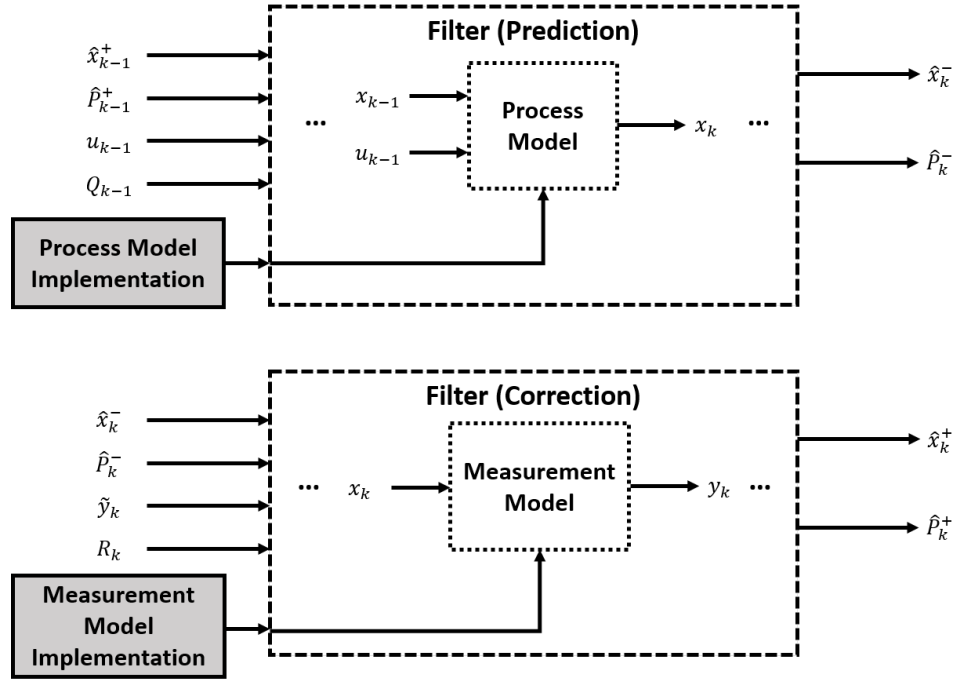 Filter (Prediction)
x̂⁺ₖ₋₁
P̂⁺ₖ₋₁
uₖ₋₁
Qₖ₋₁
Process Model
Implementation
...
xₖ₋₁
uₖ₋₁
Process
Model
xₖ
...
x̂⁻ₖ
P̂⁻ₖ
Filter (Correction)
x̂⁻ₖ
P̂⁻ₖ
ỹₖ
Rₖ
Measurement
Model
Implementation
...
xₖ
Measurement
Model
yₖ
...
x̂⁺ₖ
P̂⁺ₖ